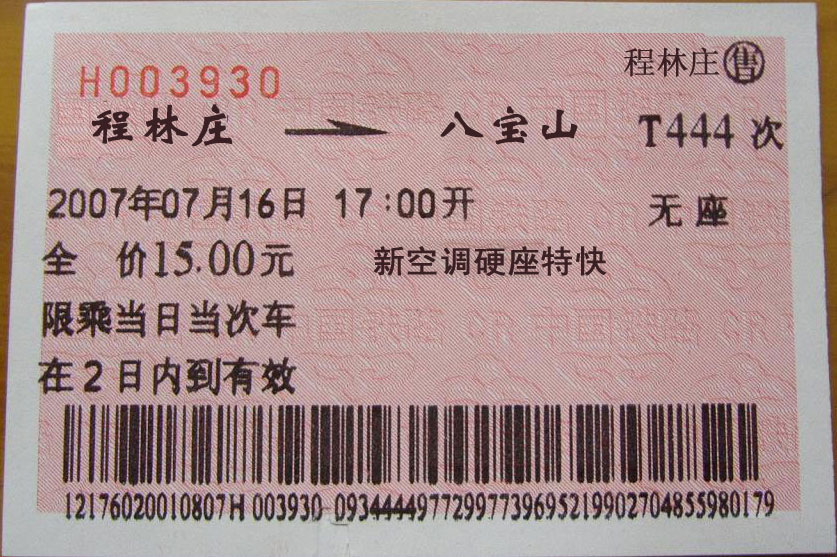 程林庄售
H003930
程林庄 八宝山 T444次
2007年07月16日 17:00开 无座
全 价15.00元 新空调硬座特快
限乘当日当次车
在2日内到有效
12176020010807H 003930 09344449772997739695219902704855980179